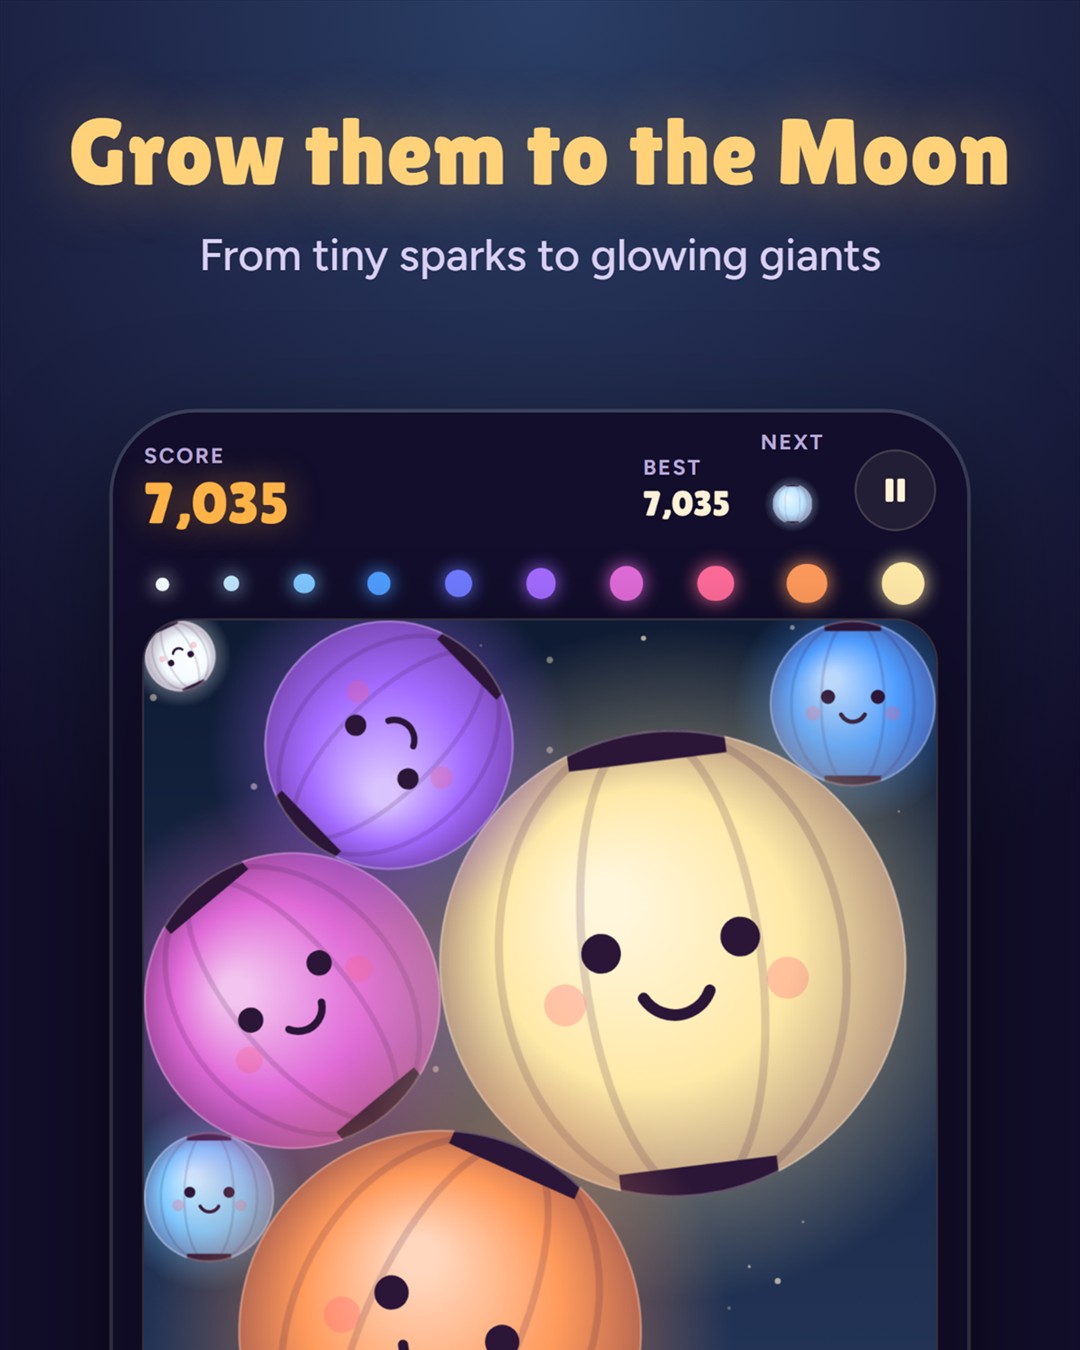 Grow them to the Moon
From tiny sparks to glowing giants
SCORE
7,035
BEST
7,035
NEXT